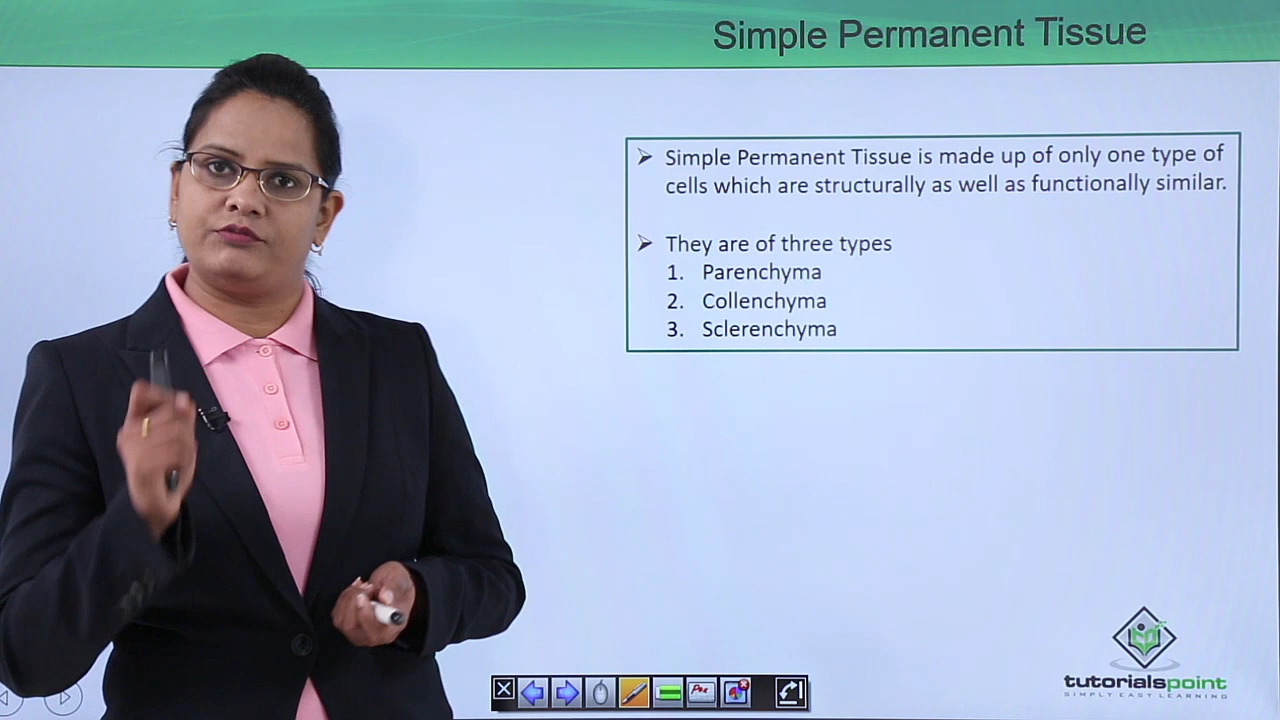 Simple Permanent Tissue
➢ Simple Permanent Tissue is made up of only one type of
cells which are structurally as well as functionally similar.
➢ They are of three types
1. Parenchyma
2. Collenchyma
3. Sclerenchyma
tutorialspoint
SIMPLY EASY LEARNING